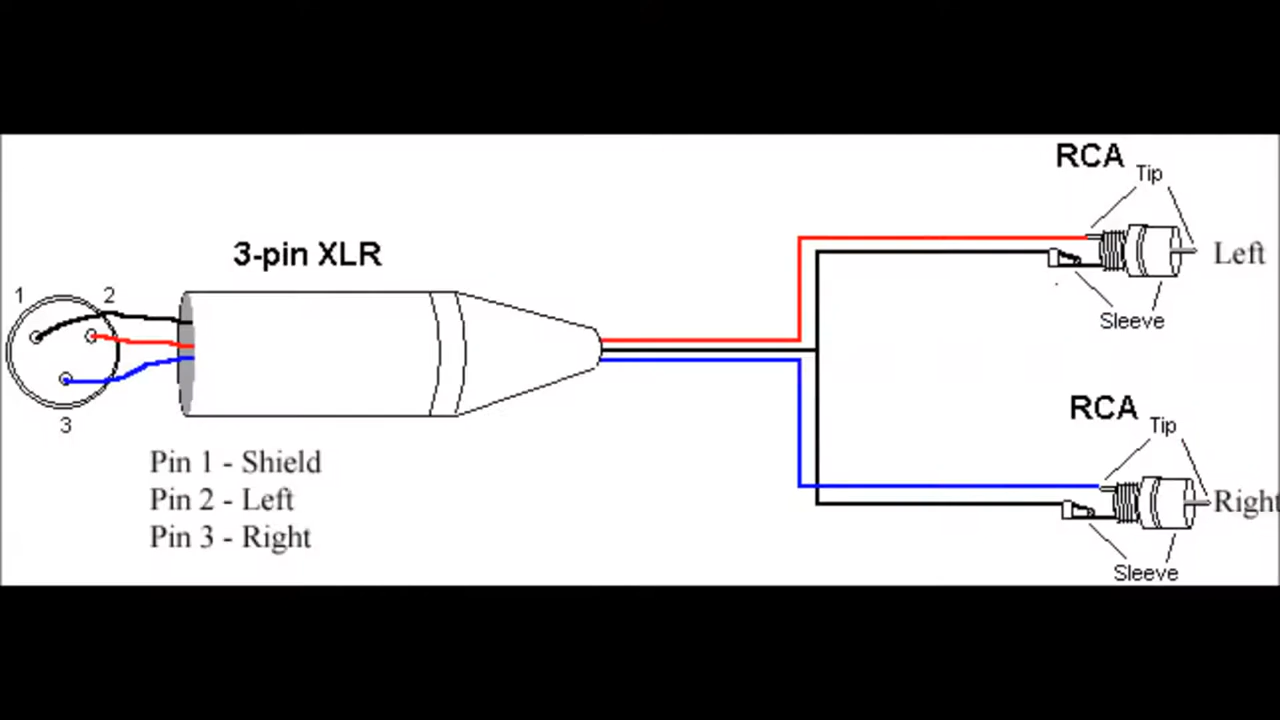 RCA
Tip
Left
Sleeve
3-pin XLR
1
2
3
Pin 1 - Shield
Pin 2 - Left
Pin 3 - Right
RCA
Tip
Right
Sleeve